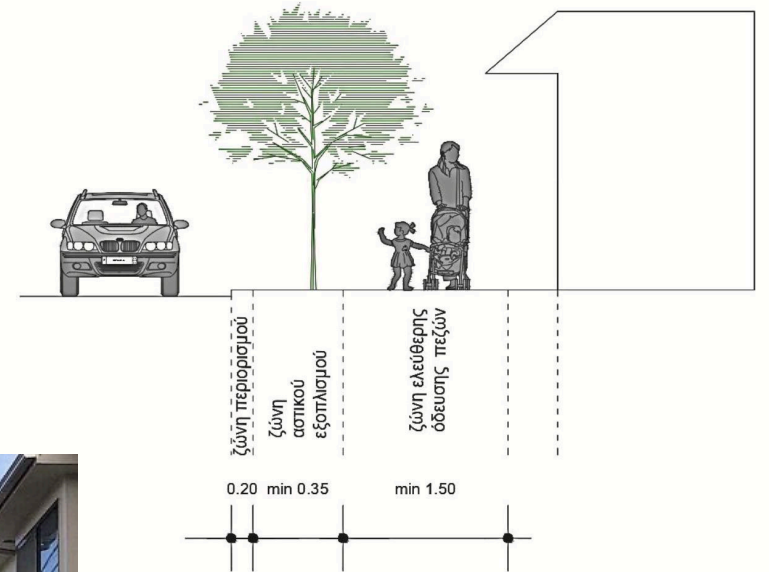 ζώνη περιορισμού
ζώνη
αστικού
εξοπλισμού
ζώνη ελεύθερης
όδευσης πεζών
0.20 min 0.35 min 1.50